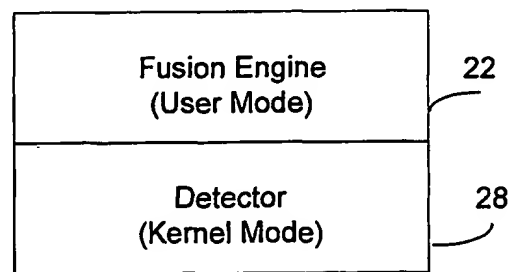 Fusion Engine
(User Mode)
22
Detector
(Kernel Mode)
28